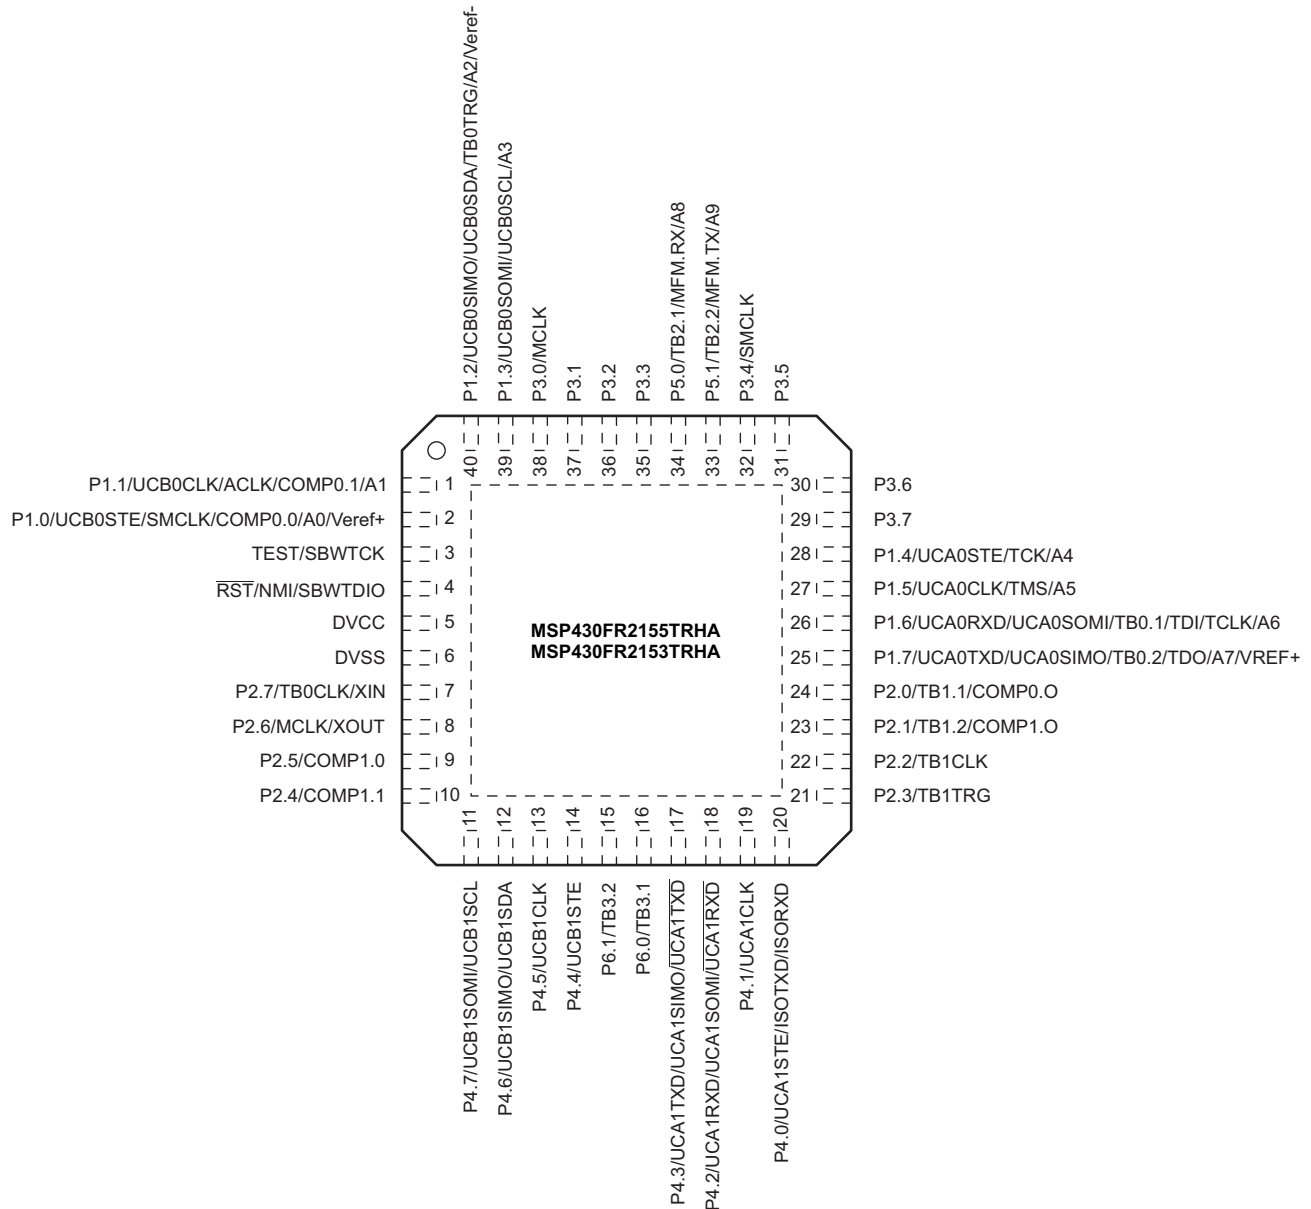 P1.2/UCB0SIMO/UCB0SDA/TB0TRG/A2/Veref-
P1.3/UCB0SOMI/UCB0SCL/A3
P3.0/MCLK
P3.1
P3.2
P3.3
P5.0/TB2.1/MFM.RX/A8
P5.1/TB2.2/MFM.TX/A9
P3.4/SMCLK
P3.5
40
39
38
37
36
35
34
33
32
31
P1.1/UCB0CLK/ACLK/COMP0.1/A1
1
P1.0/UCB0STE/SMCLK/COMP0.0/A0/Veref+
2
TEST/SBWTCK
3
RST/NMI/SBWTDIO
4
DVCC
5
DVSS
6
P2.7/TB0CLK/XIN
7
P2.6/MCLK/XOUT
8
P2.5/COMP1.0
9
P2.4/COMP1.1
10
MSP430FR2155TRHA
MSP430FR2153TRHA
30
P3.6
29
P3.7
28
P1.4/UCA0STE/TCK/A4
27
P1.5/UCA0CLK/TMS/A5
26
P1.6/UCA0RXD/UCA0SOMI/TB0.1/TDI/TCLK/A6
25
P1.7/UCA0TXD/UCA0SIMO/TB0.2/TDO/A7/VREF+
24
P2.0/TB1.1/COMP0.O
23
P2.1/TB1.2/COMP1.O
22
P2.2/TB1CLK
21
P2.3/TB1TRG
11
12
13
14
15
16
17
18
19
20
P4.7/UCB1SOMI/UCB1SCL
P4.6/UCB1SIMO/UCB1SDA
P4.5/UCB1CLK
P4.4/UCB1STE
P6.1/TB3.2
P6.0/TB3.1
P4.3/UCA1TXD/UCA1SIMO/UCA1TXD
P4.2/UCA1RXD/UCA1SOMI/UCA1RXD
P4.1/UCA1CLK
P4.0/UCA1STE/ISOTXD/ISORXD